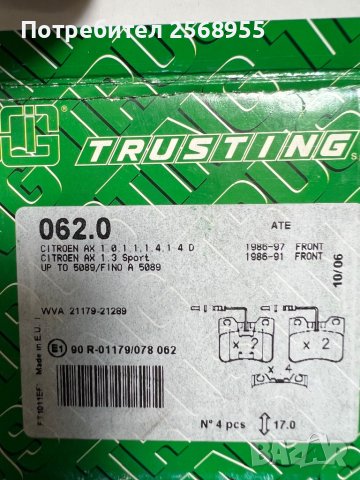 Потребител 2568955
TRUSTING
062.0
ATE
CITROEN AX 1.0.1.1.1.4.1.4 D 1986-97 FRONT
CITROEN AX 1.3 Sport 1986-91 FRONT
UP TO 5089/FINO A 5089
10/06
WVA 21179-21289
Made in E.U.
E1 90 R-01179/078 062
x 2
x 2
x 4
N° 4 pcs 17.0
BAZAR